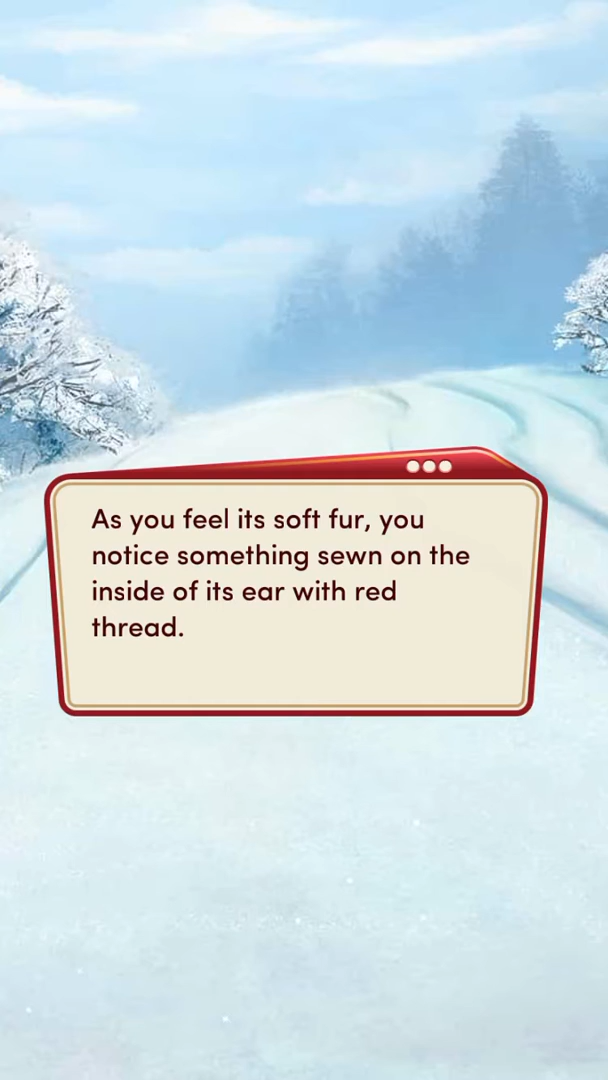 As you feel its soft fur, you
notice something sewn on the
inside of its ear with red
thread.